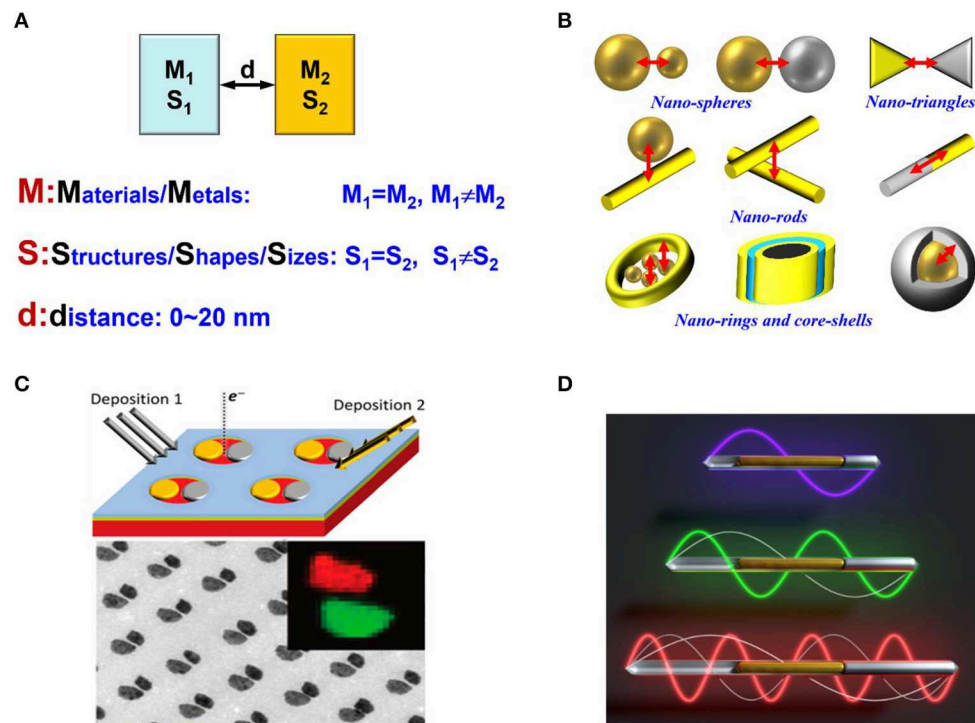 A
M₁
S₁
d
M₂
S₂
M:Materials/Metals: M₁=M₂, M₁≠M₂
S:Structures/Shapes/Sizes: S₁=S₂, S₁≠S₂
d:distance: 0~20 nm
B
Nano-spheres
Nano-triangles
Nano-rods
Nano-rings and core-shells
C
Deposition 1
e⁻
Deposition 2
D